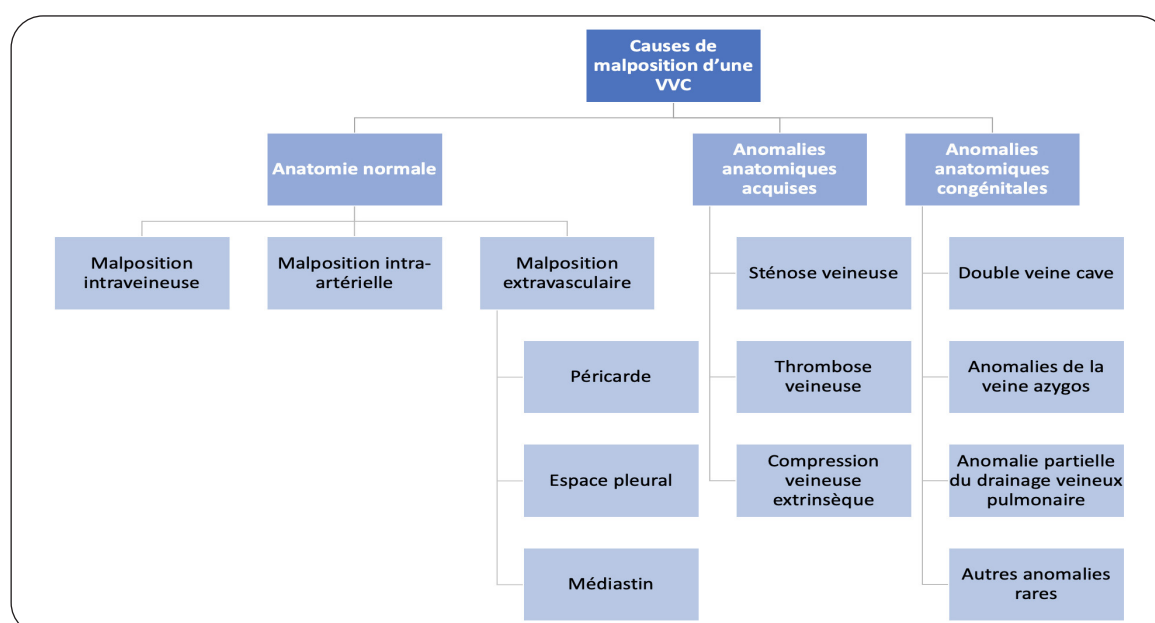 Causes de
malposition d'une
VVC
Anatomie normale
Anomalies
anatomiques
acquises
Anomalies
anatomiques
congénitales
Malposition
intraveineuse
Malposition intra-
artérielle
Malposition
extravasculaire
Sténose veineuse
Double veine cave
Péricarde
Thrombose
veineuse
Anomalies de la
veine azygos
Espace pleural
Compression
veineuse
extrinsèque
Anomalie partielle
du drainage veineux
pulmonaire
Médiastin
Autres anomalies
rares